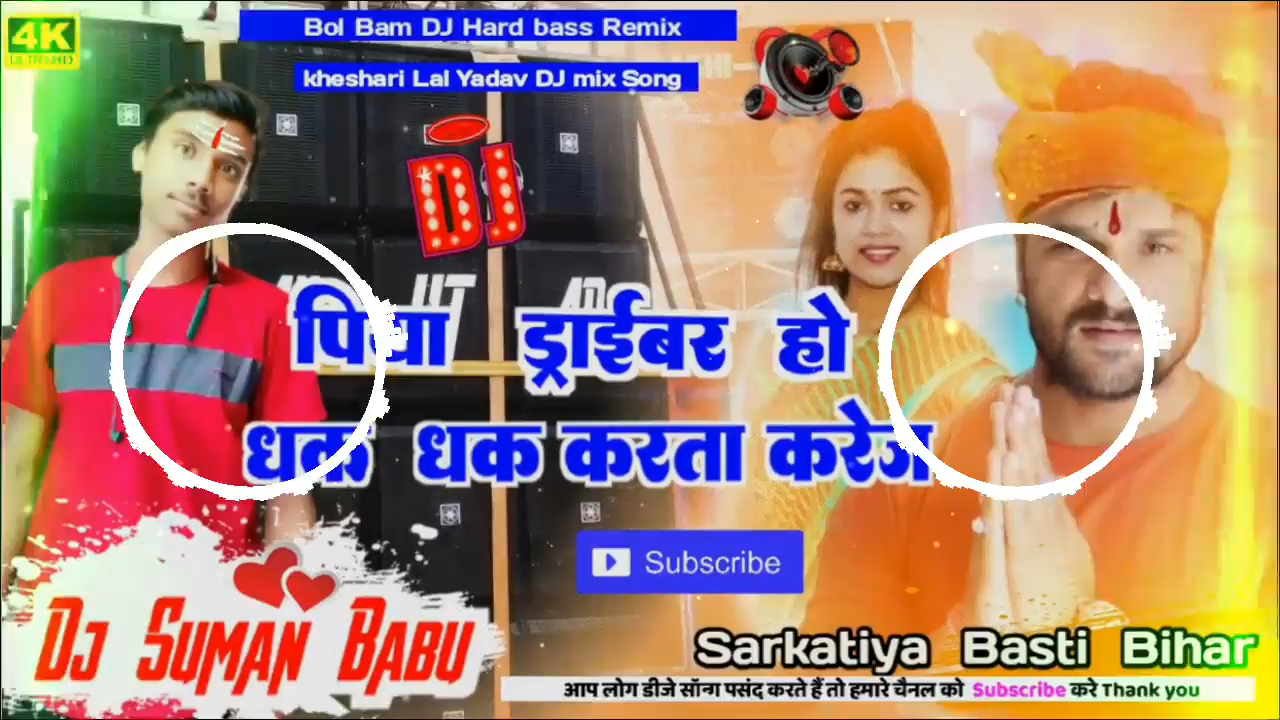 4K
ULTRA HD
Bol Bam DJ Hard bass Remix
kheshari Lal Yadav DJ mix Song
DJ
पिया ड्राईबर हो
धक धक करता करेज
Subscribe
DJ SUMAN BABU
Sarkatiya Basti Bihar
आप लोग डीजे सॉन्ग पसंद करते हैं तो हमारे चैनल को Subscribe करे Thank you